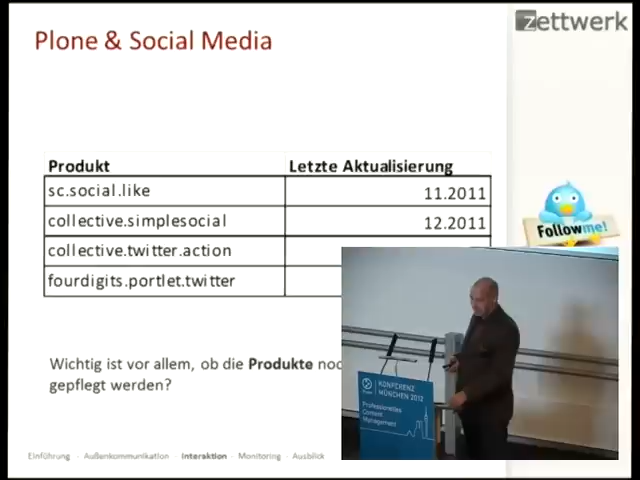 zettwerk
Plone & Social Media
Produkt Letzte Aktualisierung
sc.social.like 11.2011
collective.simplesocial 12.2011
collective.twitter.action
fourdigits.portlet.twitter
Follow me!
Wichtig ist vor allem, ob die Produkte noc
gepflegt werden?
KONFERENZ
MÜNCHEN 2012
Professionelles
Content
Management
Einführung - Außenkommunikation - Interaktion - Monitoring - Ausblick